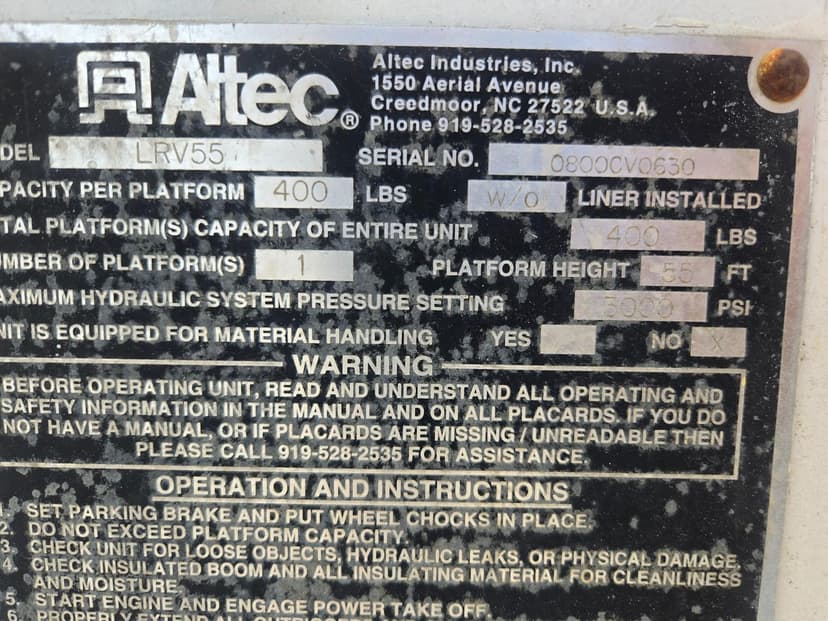 Altec®
Altec Industries, Inc.
1550 Aerial Avenue
Creedmoor, NC 27522 U.S.A.
Phone 919-528-2535
DEL LRV55 SERIAL NO. 0800CV0630
PACITY PER PLATFORM 400 LBS W/O LINER INSTALLED
TAL PLATFORM(S) CAPACITY OF ENTIRE UNIT 400 LBS
UMBER OF PLATFORM(S) 1 PLATFORM HEIGHT 55 FT
AXIMUM HYDRAULIC SYSTEM PRESSURE SETTING 3000 PSI
NIT IS EQUIPPED FOR MATERIAL HANDLING YES NO X
WARNING
BEFORE OPERATING UNIT, READ AND UNDERSTAND ALL OPERATING AND
SAFETY INFORMATION IN THE MANUAL AND ON ALL PLACARDS. IF YOU DO
NOT HAVE A MANUAL, OR IF PLACARDS ARE MISSING / UNREADABLE THEN
PLEASE CALL 919-528-2535 FOR ASSISTANCE.
OPERATION AND INSTRUCTIONS
1. SET PARKING BRAKE AND PUT WHEEL CHOCKS IN PLACE.
2. DO NOT EXCEED PLATFORM CAPACITY.
3. CHECK UNIT FOR LOOSE OBJECTS, HYDRAULIC LEAKS, OR PHYSICAL DAMAGE.
4. CHECK INSULATED BOOM AND ALL INSULATING MATERIAL FOR CLEANLINESS
AND MOISTURE.
5. START ENGINE AND ENGAGE POWER TAKE OFF.
6. PROPERLY EXTEND ALL OUTRIGGERS AND